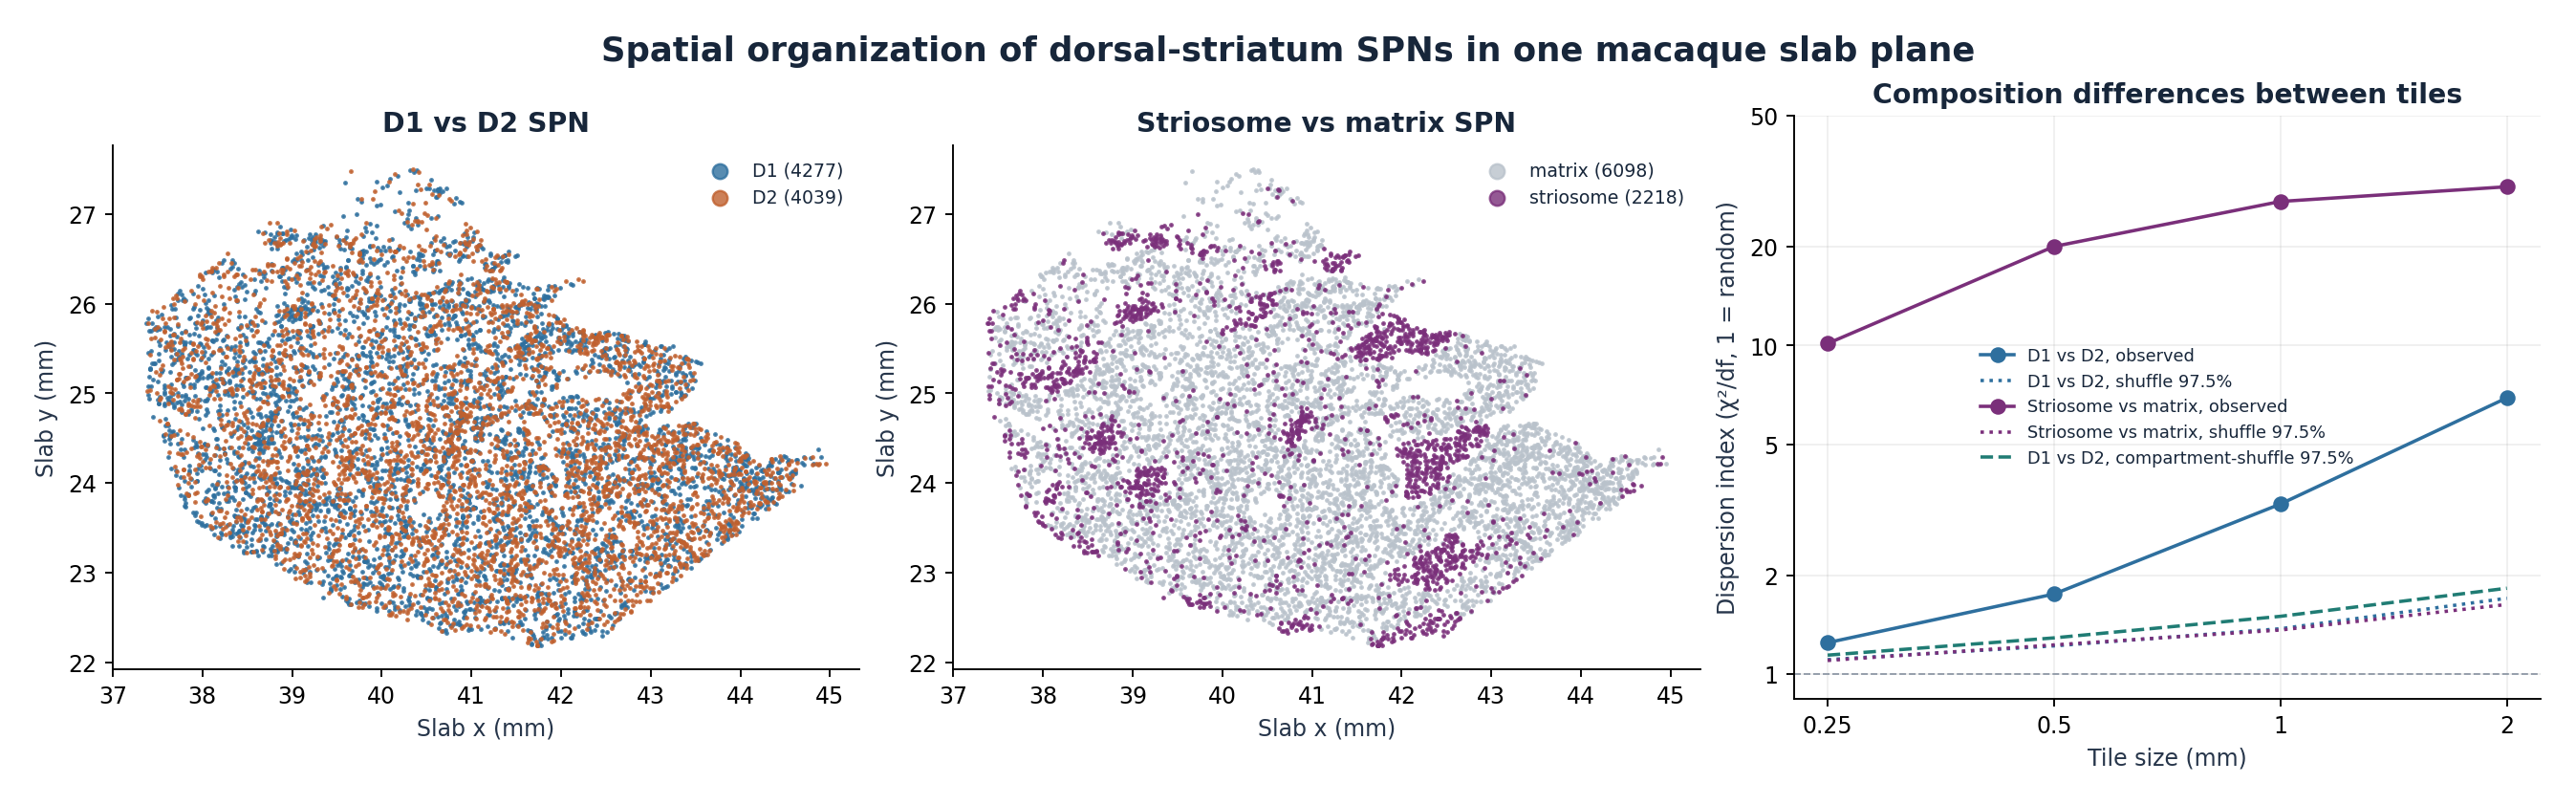 Spatial organization of dorsal-striatum SPNs in one macaque slab plane
D1 vs D2 SPN
D1 (4277)
D2 (4039)
27
26
25
24
23
22
Slab y (mm)
37 38 39 40 41 42 43 44 45
Slab x (mm)
Striosome vs matrix SPN
matrix (6098)
striosome (2218)
27
26
25
24
23
22
Slab y (mm)
37 38 39 40 41 42 43 44 45
Slab x (mm)
Composition differences between tiles
50
20
10
5
2
1
Dispersion index (χ²/df, 1 = random)
D1 vs D2, observed
D1 vs D2, shuffle 97.5%
Striosome vs matrix, observed
Striosome vs matrix, shuffle 97.5%
D1 vs D2, compartment-shuffle 97.5%
0.25 0.5 1 2
Tile size (mm)